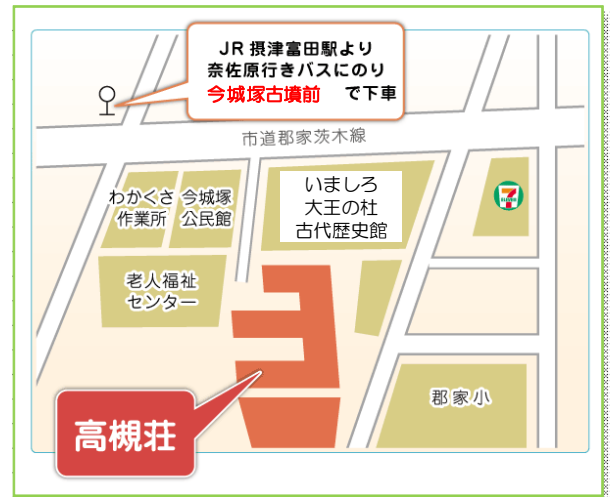 JR 摂津富田駅より
奈佐原行きバスにのり
今城塚古墳前 で下車
市道郡家茨木線
わかくさ
作業所
今城塚
公民館
いましろ
大王の杜
古代歴史館
7
ELEVEN
老人福祉
センター
郡家小
高槻荘